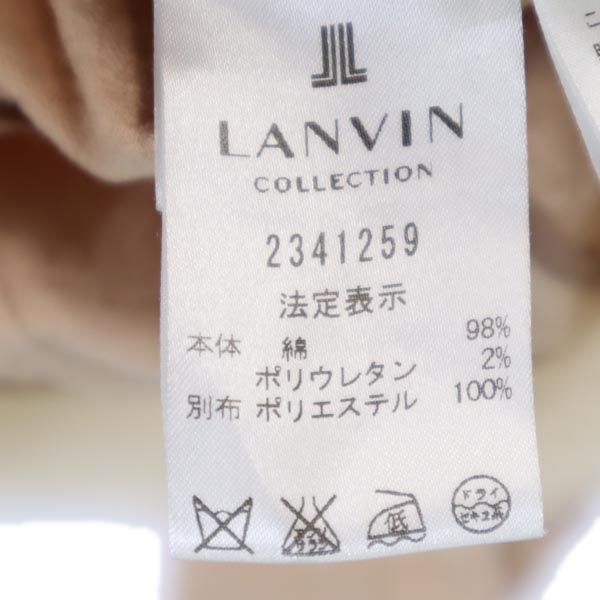 LANVIN
COLLECTION
2341259
法定表示
本体 綿 98%
ポリウレタン 2%
別布 ポリエステル 100%
低
ドライ